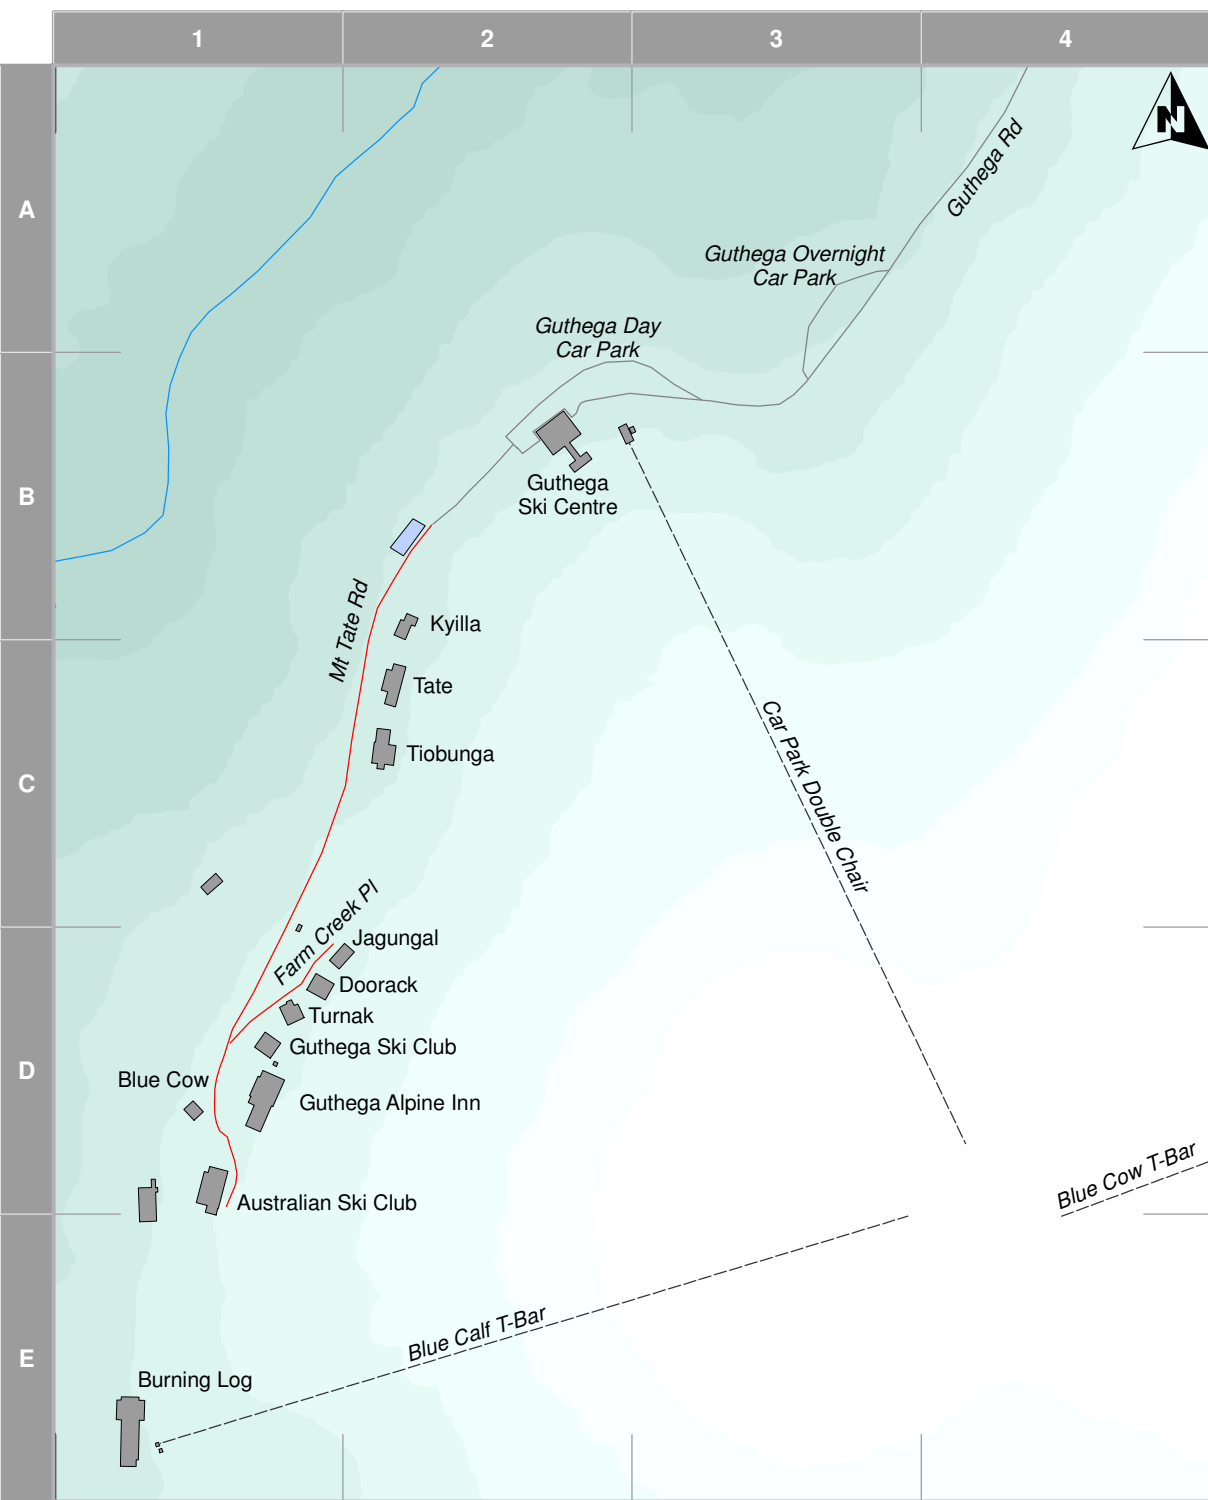 1 2 3 4
N
A
Guthega Rd
Guthega Overnight
Car Park
Guthega Day
Car Park
B
Guthega
Ski Centre
Mt Tate Rd
Kyilla
Tate
Tiobunga
C
Car Park Double Chair
Farm Creek Pl
Jagungal
Doorack
Turnak
Guthega Ski Club
D
Blue Cow
Guthega Alpine Inn
Blue Cow T-Bar
Australian Ski Club
Blue Calf T-Bar
E
Burning Log